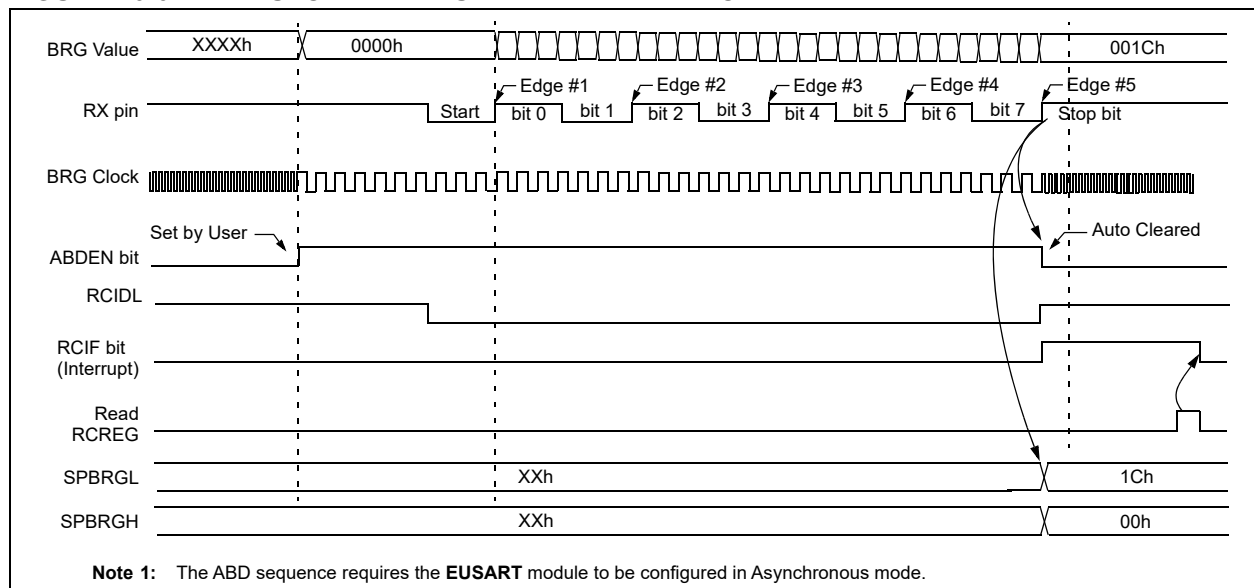 BRG Value
XXXXh
0000h
001Ch
Edge #1
Edge #2
Edge #3
Edge #4
Edge #5
RX pin
Start
bit 0
bit 1
bit 2
bit 3
bit 4
bit 5
bit 6
bit 7
Stop bit
BRG Clock
Set by User
Auto Cleared
ABDEN bit
RCIDL
RCIF bit
(Interrupt)
Read
RCREG
SPBRGL
XXh
1Ch
SPBRGH
XXh
00h
Note 1: The ABD sequence requires the EUSART module to be configured in Asynchronous mode.